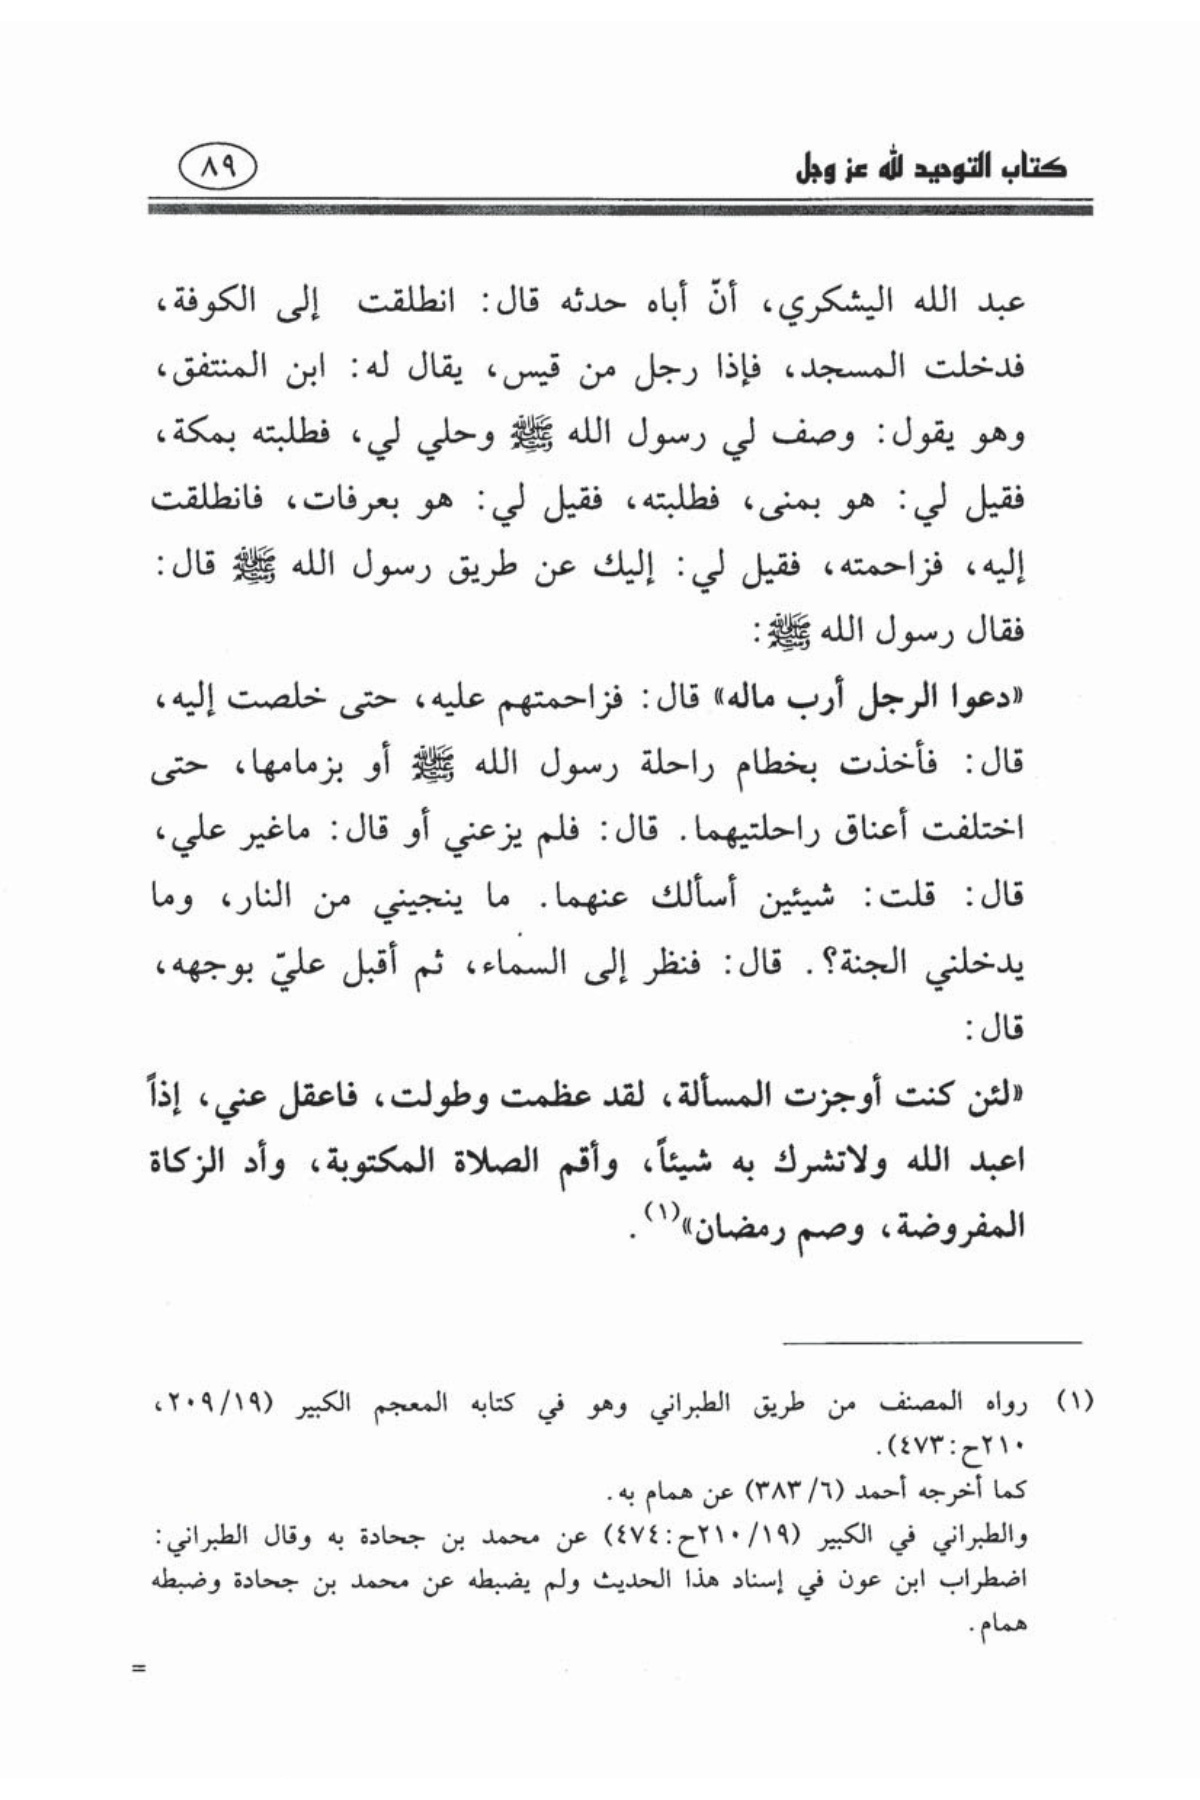 كتاب التوحيد لله عز وجل
٨٩
عبد الله اليشكري، أنّ أباه حدثه قال: انطلقت إلى الكوفة،
فدخلت المسجد، فإذا رجل من قيس، يقال له: ابن المنتفق،
وهو يقول: وصف لي رسول الله ﷺ وحلي لي، فطلبته بمكة،
فقيل لي: هو بمنى، فطلبته، فقيل لي: هو بعرفات، فانطلقت
إليه، فزاحمته، فقيل لي: إليك عن طريق رسول الله ﷺ قال:
فقال رسول الله ﷺ:
«دعوا الرجل أرب ماله» قال: فزاحمتهم عليه، حتى خلصت إليه،
قال: فأخذت بخطام راحلة رسول الله ﷺ أو بزمامها، حتى
اختلفت أعناق راحلتيهما. قال: فلم يزعني أو قال: ماغير علي،
قال: قلت: شيئين أسألك عنهما. ما ينجيني من النار، وما
يدخلني الجنة؟. قال: فنظر إلى السماء، ثم أقبل عليّ بوجهه،
قال:
«لئن كنت أوجزت المسألة، لقد عظمت وطولت، فاعقل عني، إذاً
اعبد الله ولاتشرك به شيئاً، وأقم الصلاة المكتوبة، وأد الزكاة
المفروضة، وصم رمضان»(١).
(١) رواه المصنف من طريق الطبراني وهو في كتابه المعجم الكبير (٢٠٩/١٩،
٢١٠ح:٤٧٣).
كما أخرجه أحمد (٣٨٣/٦) عن همام به.
والطبراني في الكبير (٢١٠/١٩ح:٤٧٤) عن محمد بن جحادة به وقال الطبراني:
اضطراب ابن عون في إسناد هذا الحديث ولم يضبطه عن محمد بن جحادة وضبطه
همام.
=